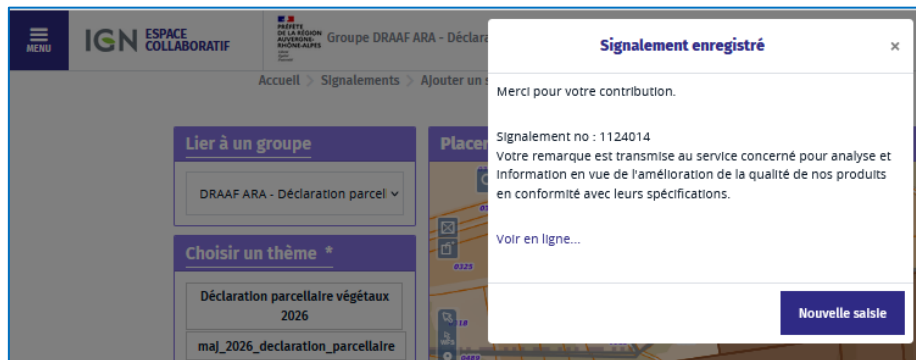 MENU
IGN ESPACE COLLABORATIF
PRÉFÈTE
DE LA RÉGION
AUVERGNE-
RHÔNE-ALPES
Groupe DRAAF ARA - Déclara
Accueil > Signalements > Ajouter un s
Lier à un groupe
DRAAF ARA - Déclaration parcel
Choisir un thème *
Déclaration parcellaire végétaux
2026
maj_2026_declaration_parcellaire
Placer
0325
Signalement enregistré ×
Merci pour votre contribution.
Signalement no : 1124014
Votre remarque est transmise au service concerné pour analyse et
information en vue de l'amélioration de la qualité de nos produits
en conformité avec leurs spécifications.
Voir en ligne...
Nouvelle saisie